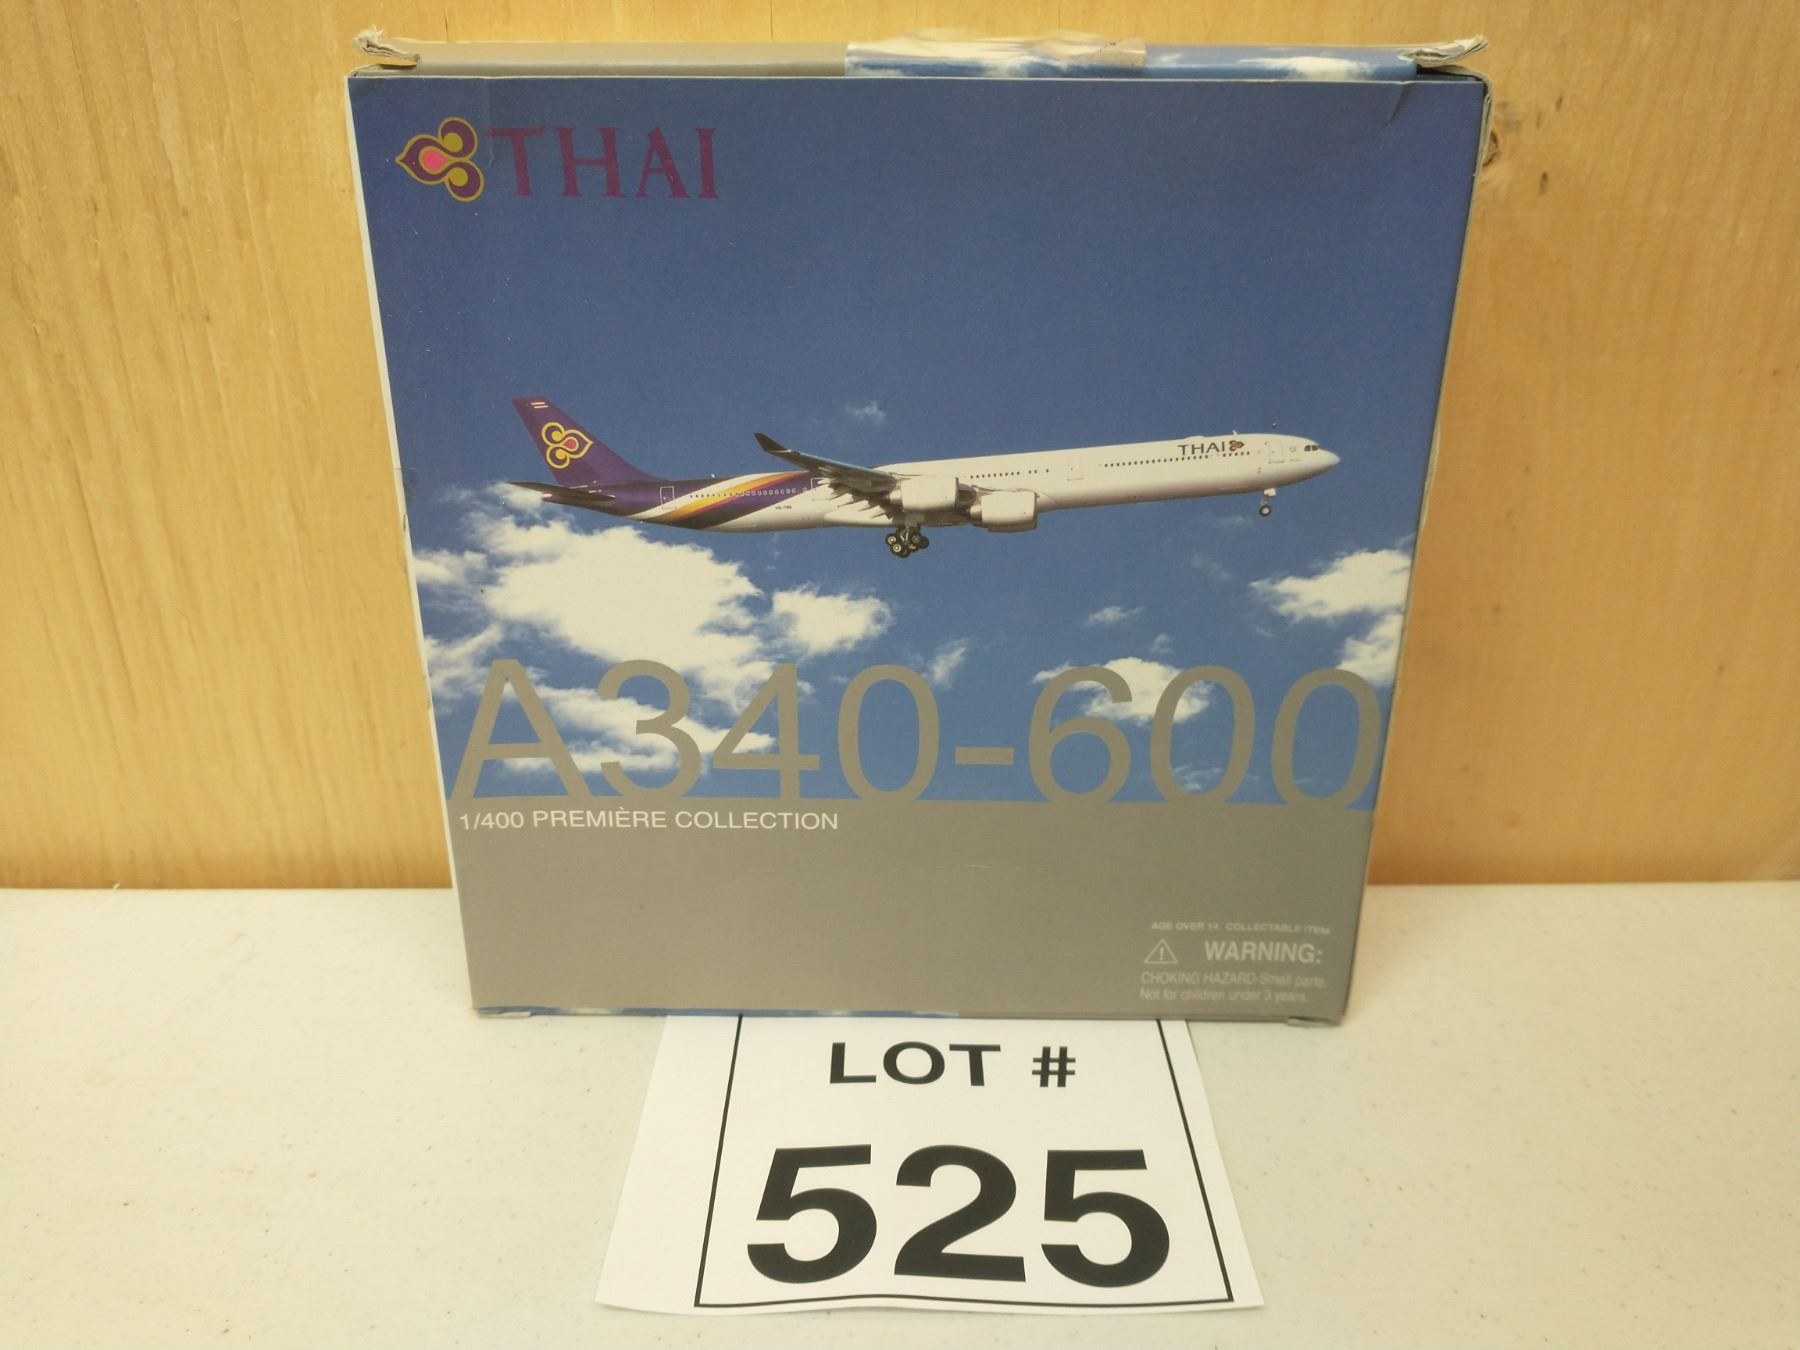 THAI
THAI
A340-600
1/400 PREMIÈRE COLLECTION
AGE OVER 14 COLLECTABLE ITEM
WARNING:
CHOKING HAZARD-Small parts.
Not for children under 3 years.
LOT #
525